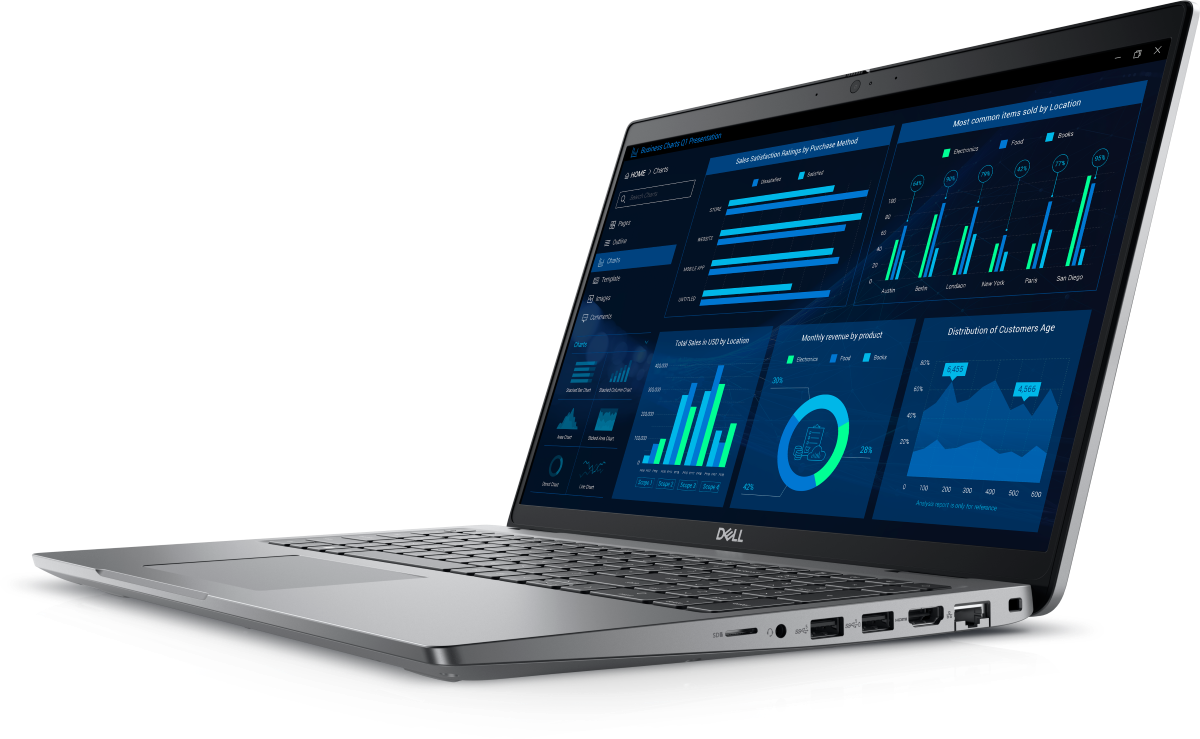 Business Charts Q1 Presentation
HOME > Charts
Search Charts
Pages
Outline
Charts
Template
Images
Comments
Charts
Stacked Bar Chart
Stacked Column Chart
Area Chart
Stacked Area Chart
Donut Chart
Line Chart
Sales Satisfaction Ratings by Purchase Method
Dissatisfied
Satisfied
STORE
WEBSITE
MOBILE APP
UNTITLED
Most common items sold by Location
Electronics
Food
Books
64%
90%
79%
42%
77%
95%
100
80
60
40
20
0
Austin
Berlin
Londaon
New York
Paris
San Diego
Total Sales in USD by Location
400,000
300,000
200,000
100,000
0
Scope 1
Scope 2
Scope 3
Scope 4
Monthly revenue by product
Electronics
Food
Books
30%
28%
42%
Distribution of Customers Age
80%
60%
40%
20%
6,455
4,566
0 100 200 300 400 500 600
Analysis report is only for reference
DELL
HDMI